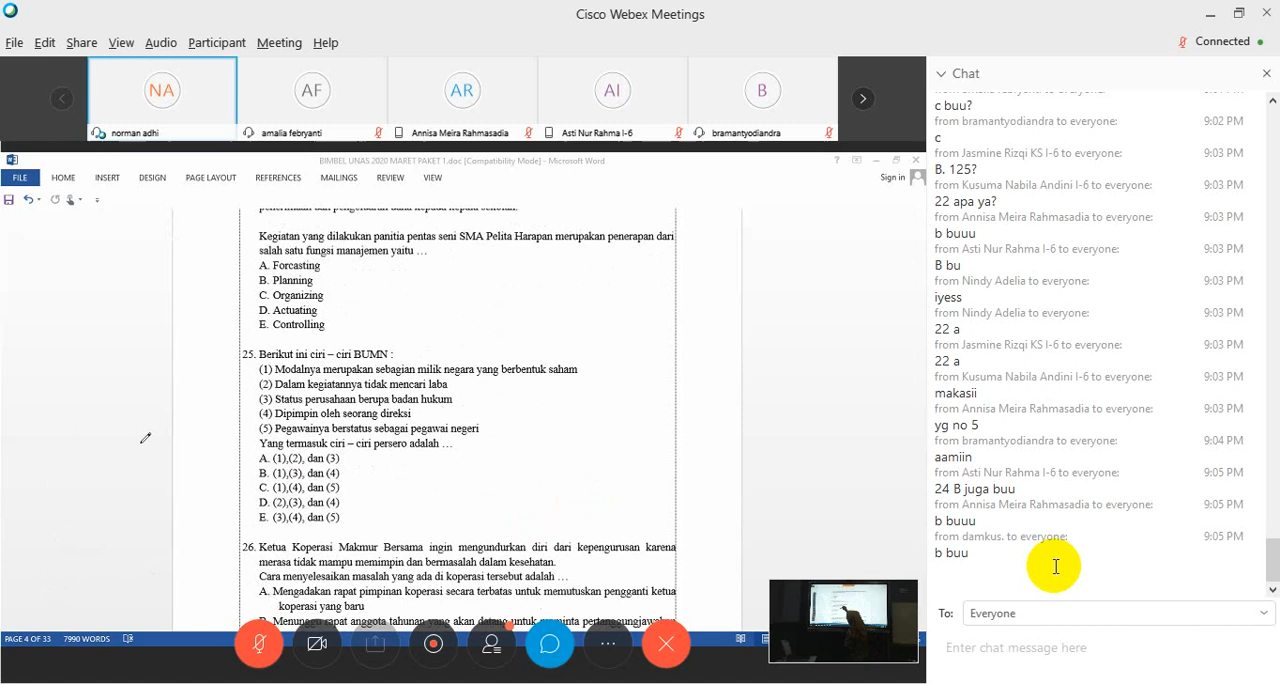 Cisco Webex Meetings
File Edit Share View Audio Participant Meeting Help
Connected
NA AF AR AI B
norman adhi amalia febryanti Annisa Meira Rahmasadia Asti Nur Rahma I-6 bramantyodiandra
BIMBEL UNAS 2020 MARET PAKET 1.doc [Compatibility Mode] - Microsoft Word
FILE HOME INSERT DESIGN PAGE LAYOUT REFERENCES MAILINGS REVIEW VIEW
Sign in
penerimaan dan pengeluaran dana kepada kepala sekolah.
Kegiatan yang dilakukan panitia pentas seni SMA Pelita Harapan merupakan penerapan dari
salah satu fungsi manajemen yaitu …
A. Forcasting
B. Planning
C. Organizing
D. Actuating
E. Controlling
25. Berikut ini ciri – ciri BUMN :
(1) Modalnya merupakan sebagian milik negara yang berbentuk saham
(2) Dalam kegiatannya tidak mencari laba
(3) Status perusahaan berupa badan hukum
(4) Dipimpin oleh seorang direksi
(5) Pegawainya berstatus sebagai pegawai negeri
Yang termasuk ciri – ciri persero adalah …
A. (1),(2), dan (3)
B. (1),(3), dan (4)
C. (1),(4), dan (5)
D. (2),(3), dan (4)
E. (3),(4), dan (5)
26. Ketua Koperasi Makmur Bersama ingin mengundurkan diri dari kepengurusan karena
merasa tidak mampu memimpin dan bermasalah dalam kesehatan.
Cara menyelesaikan masalah yang ada di koperasi tersebut adalah …
A. Mengadakan rapat pimpinan koperasi secara terbatas untuk memutuskan pengganti ketua
koperasi yang baru
B. Menunggu rapat anggota tahunan yang akan datang untuk meminta pertanggungjawaban
PAGE 4 OF 33 7990 WORDS
Chat
c buu?
from bramantyodiandra to everyone: 9:02 PM
c
from Jasmine Rizqi KS I-6 to everyone: 9:03 PM
B. 125?
from Kusuma Nabila Andini I-6 to everyone: 9:03 PM
22 apa ya?
from Annisa Meira Rahmasadia to everyone: 9:03 PM
b buuu
from Asti Nur Rahma I-6 to everyone: 9:03 PM
B bu
from Nindy Adelia to everyone: 9:03 PM
iyess
from Nindy Adelia to everyone: 9:03 PM
22 a
from Jasmine Rizqi KS I-6 to everyone: 9:03 PM
22 a
from Kusuma Nabila Andini I-6 to everyone: 9:03 PM
makasii
from Annisa Meira Rahmasadia to everyone: 9:03 PM
yg no 5
from bramantyodiandra to everyone: 9:04 PM
aamiin
from Asti Nur Rahma I-6 to everyone: 9:05 PM
24 B juga buu
from Annisa Meira Rahmasadia to everyone: 9:05 PM
b buuu
from damkus. to everyone: 9:05 PM
b buu
To: Everyone
Enter chat message here